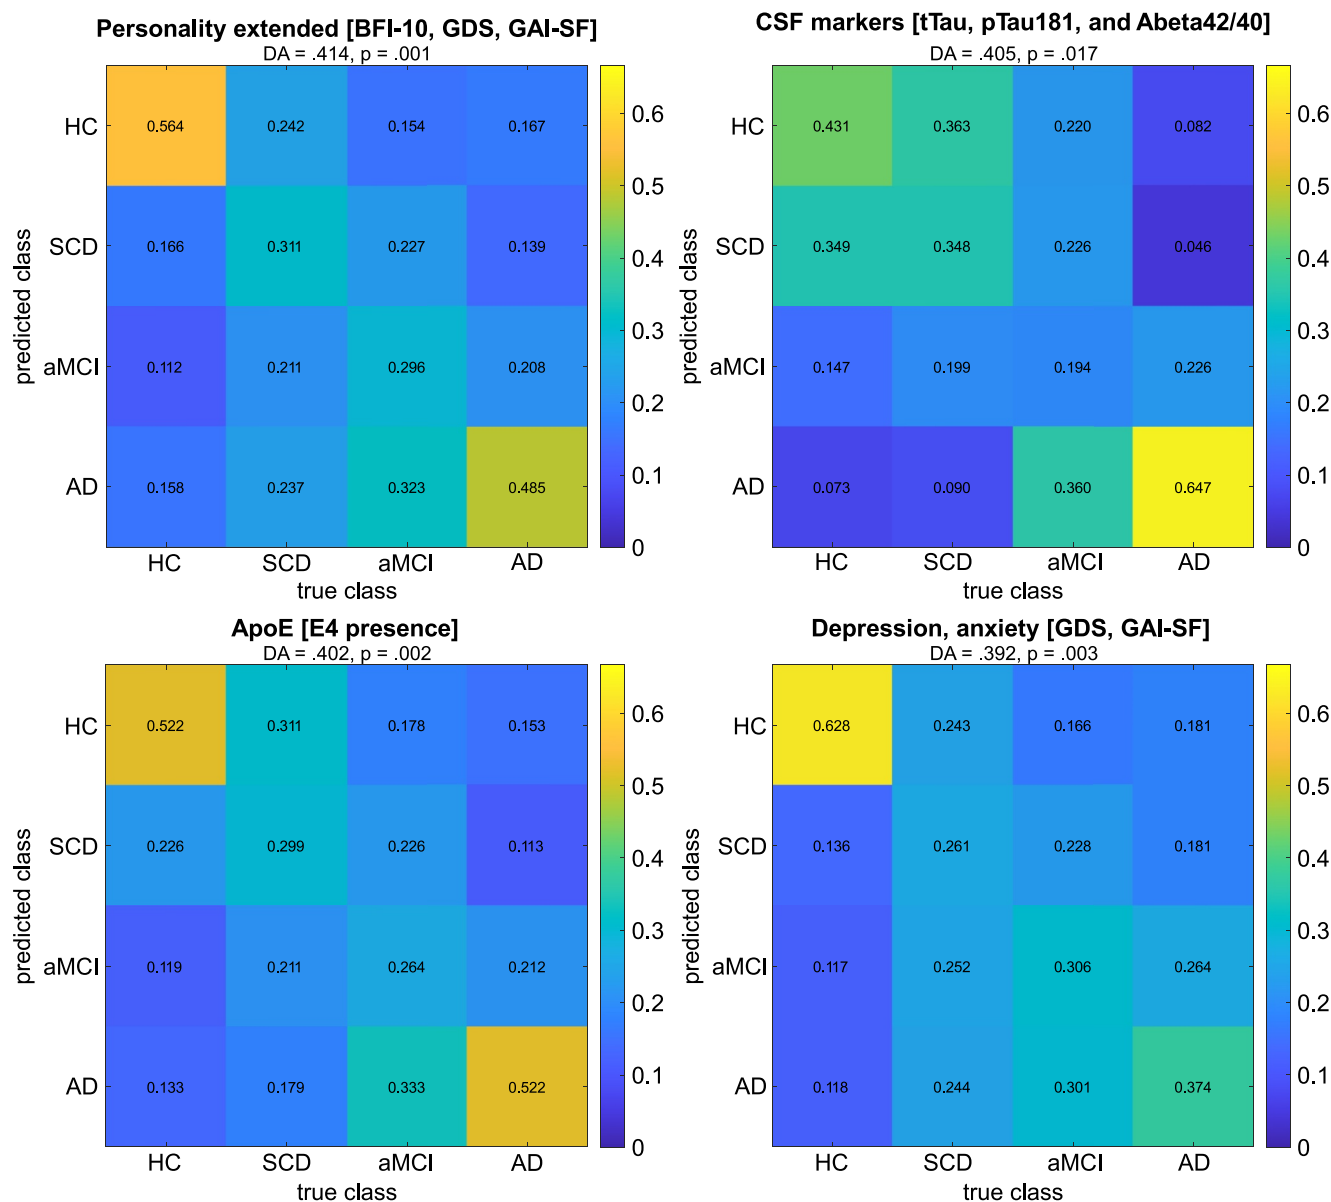 Personality extended [BFI-10, GDS, GAI-SF]
DA = .414, p = .001
predicted class
HC 0.564 0.242 0.154 0.167
SCD 0.166 0.311 0.227 0.139
aMCI 0.112 0.211 0.296 0.208
AD 0.158 0.237 0.323 0.485
HC SCD aMCI AD
true class
0.6
0.5
0.4
0.3
0.2
0.1
0
CSF markers [tTau, pTau181, and Abeta42/40]
DA = .405, p = .017
predicted class
HC 0.431 0.363 0.220 0.082
SCD 0.349 0.348 0.226 0.046
aMCI 0.147 0.199 0.194 0.226
AD 0.073 0.090 0.360 0.647
HC SCD aMCI AD
true class
0.6
0.5
0.4
0.3
0.2
0.1
0
ApoE [E4 presence]
DA = .402, p = .002
predicted class
HC 0.522 0.311 0.178 0.153
SCD 0.226 0.299 0.226 0.113
aMCI 0.119 0.211 0.264 0.212
AD 0.133 0.179 0.333 0.522
HC SCD aMCI AD
true class
0.6
0.5
0.4
0.3
0.2
0.1
0
Depression, anxiety [GDS, GAI-SF]
DA = .392, p = .003
predicted class
HC 0.628 0.243 0.166 0.181
SCD 0.136 0.261 0.228 0.181
aMCI 0.117 0.252 0.306 0.264
AD 0.118 0.244 0.301 0.374
HC SCD aMCI AD
true class
0.6
0.5
0.4
0.3
0.2
0.1
0